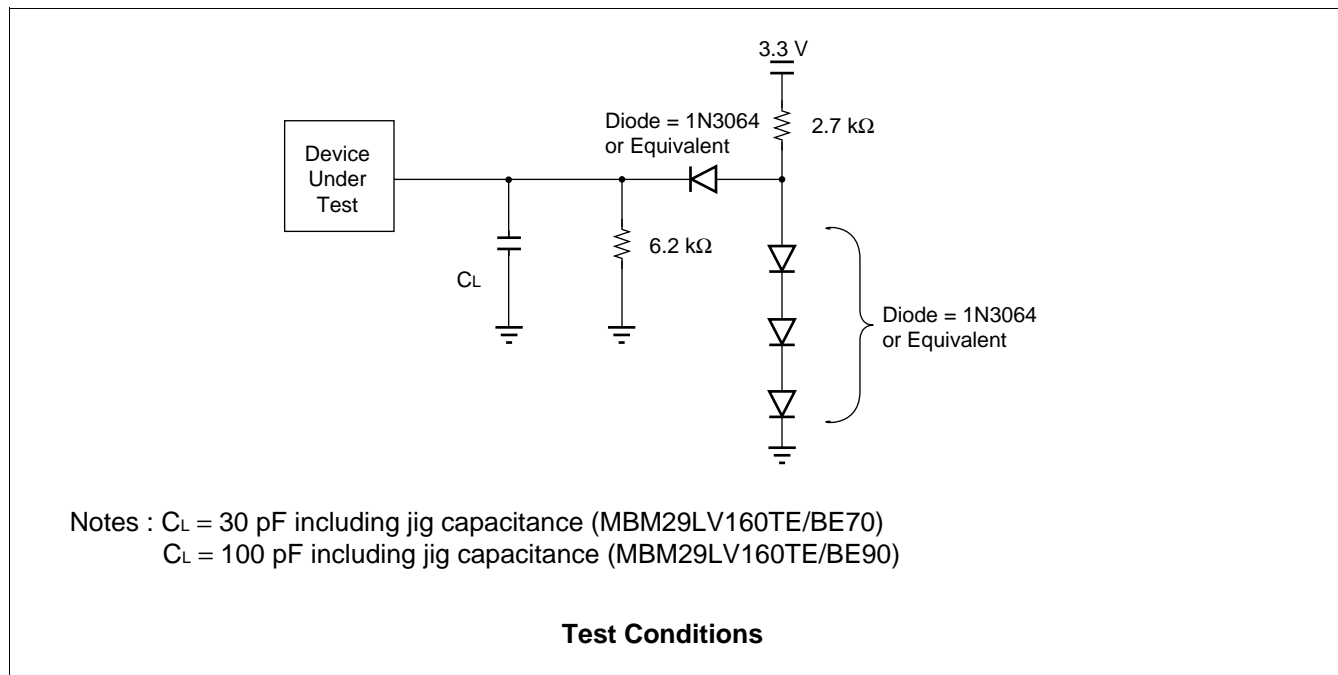 3.3 V
Diode = 1N3064
or Equivalent
2.7 kΩ
Device
Under
Test
6.2 kΩ
CL
Diode = 1N3064
or Equivalent
Notes : CL = 30 pF including jig capacitance (MBM29LV160TE/BE70)
CL = 100 pF including jig capacitance (MBM29LV160TE/BE90)
Test Conditions